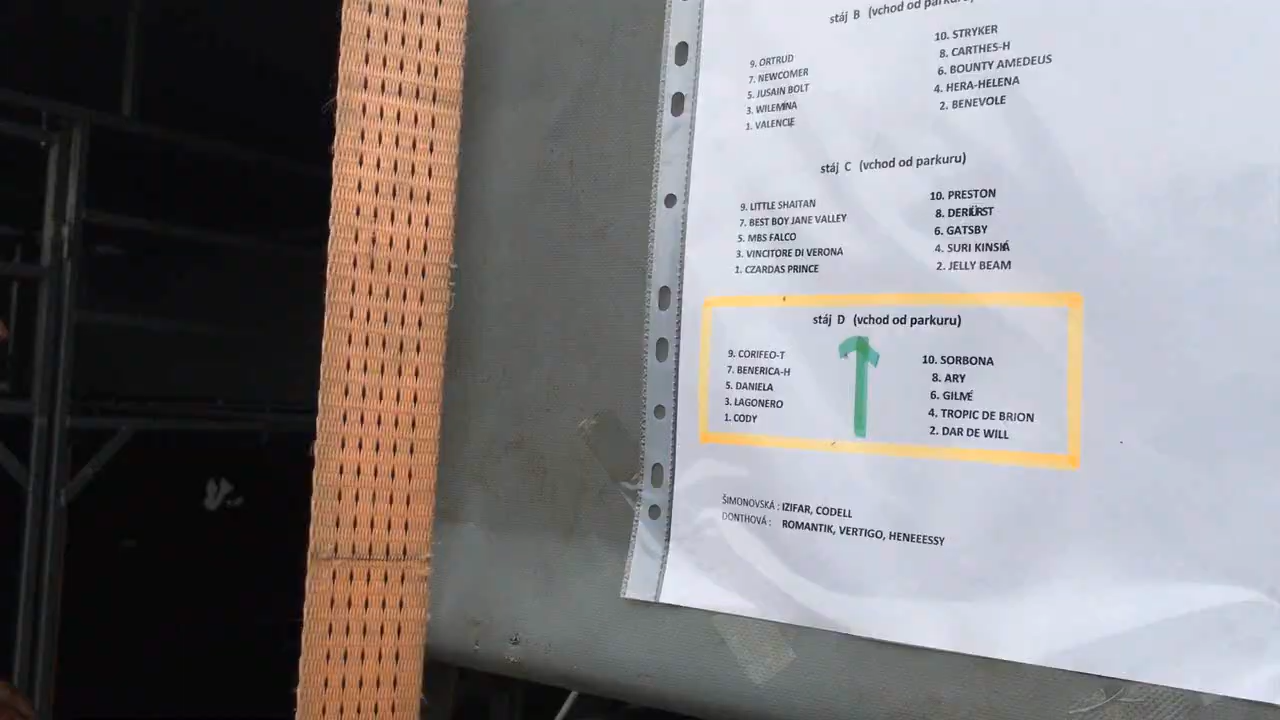 stáj B (vchod od parkuru)
9. ORTRUD
7. NEWCOMER
5. JUSAIN BOLT
3. WILEMÍNA
1. VALENCIE
10. STRYKER
8. CARTHES-H
6. BOUNTY AMEDEUS
4. HERA-HELENA
2. BENEVOLE
stáj C (vchod od parkuru)
9. LITTLE SHAITAN
7. BEST BOY JANE VALLEY
5. MBS FALCO
3. VINCITORE DI VERONA
1. CZARDAS PRINCE
10. PRESTON
8.
6. GATSBY
4. SURI KINSKÁ
2. JELLY BEAM
stáj D (vchod od parkuru)
9. CORIFEO-T
7. BENERICA-H
5. DANIELA
3. LAGONERO
1. CODY
10. SORBONA
8. ARY
6. GILMÉ
4. TROPIC DE BRION
2. DAR DE WILL
ŠIMONOVSKÁ : IZIFAR, CODELL
DONTHOVÁ : ROMANTIK, VERTIGO, HENEEESSY